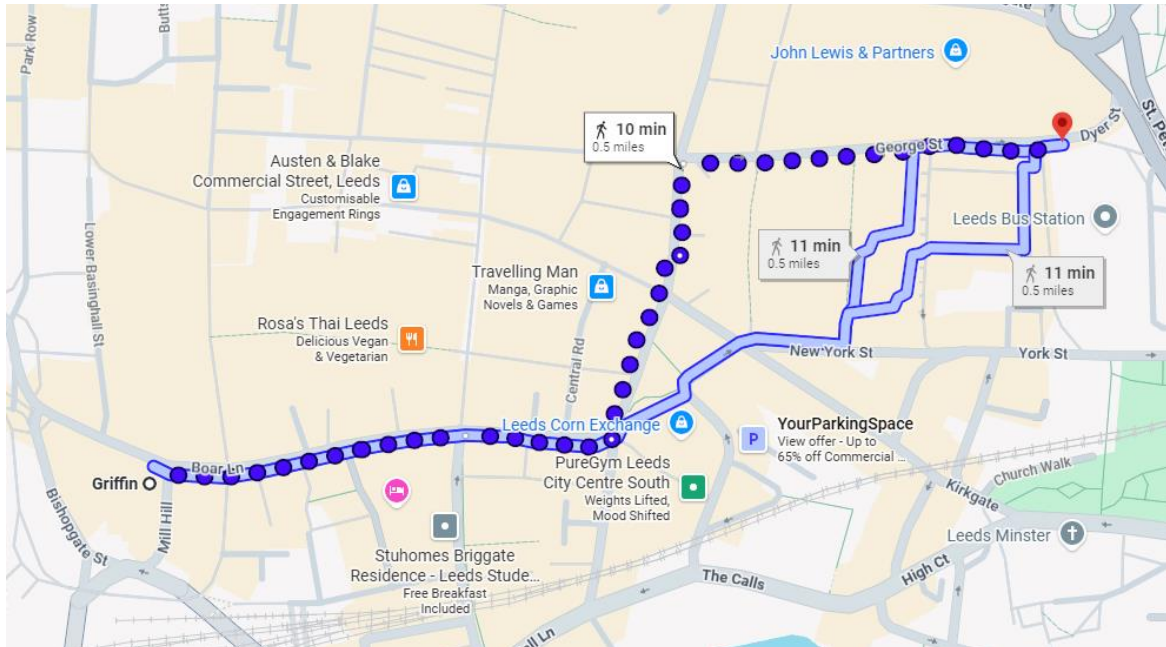 Park Row
Butts
John Lewis & Partners
10 min
0.5 miles
George St
Dyer St
St. Pet
Austen & Blake
Commercial Street, Leeds
Customisable
Engagement Rings
Leeds Bus Station
Lower Basinghall St
11 min
0.5 miles
11 min
0.5 miles
Travelling Man
Manga, Graphic
Novels & Games
Rosa's Thai Leeds
Delicious Vegan
& Vegetarian
Central Rd
New York St
York St
Leeds Corn Exchange
P
YourParkingSpace
View offer - Up to
65% off Commercial ...
Boar Ln
Griffin
Mill Hill
Bishopgate St
PureGym Leeds
City Centre South
Weights Lifted,
Mood Shifted
Church Walk
Kirkgate
Leeds Minster
Stuhomes Briggate
Residence - Leeds Stude...
Free Breakfast
Included
The Calls
High Ct
all Ln